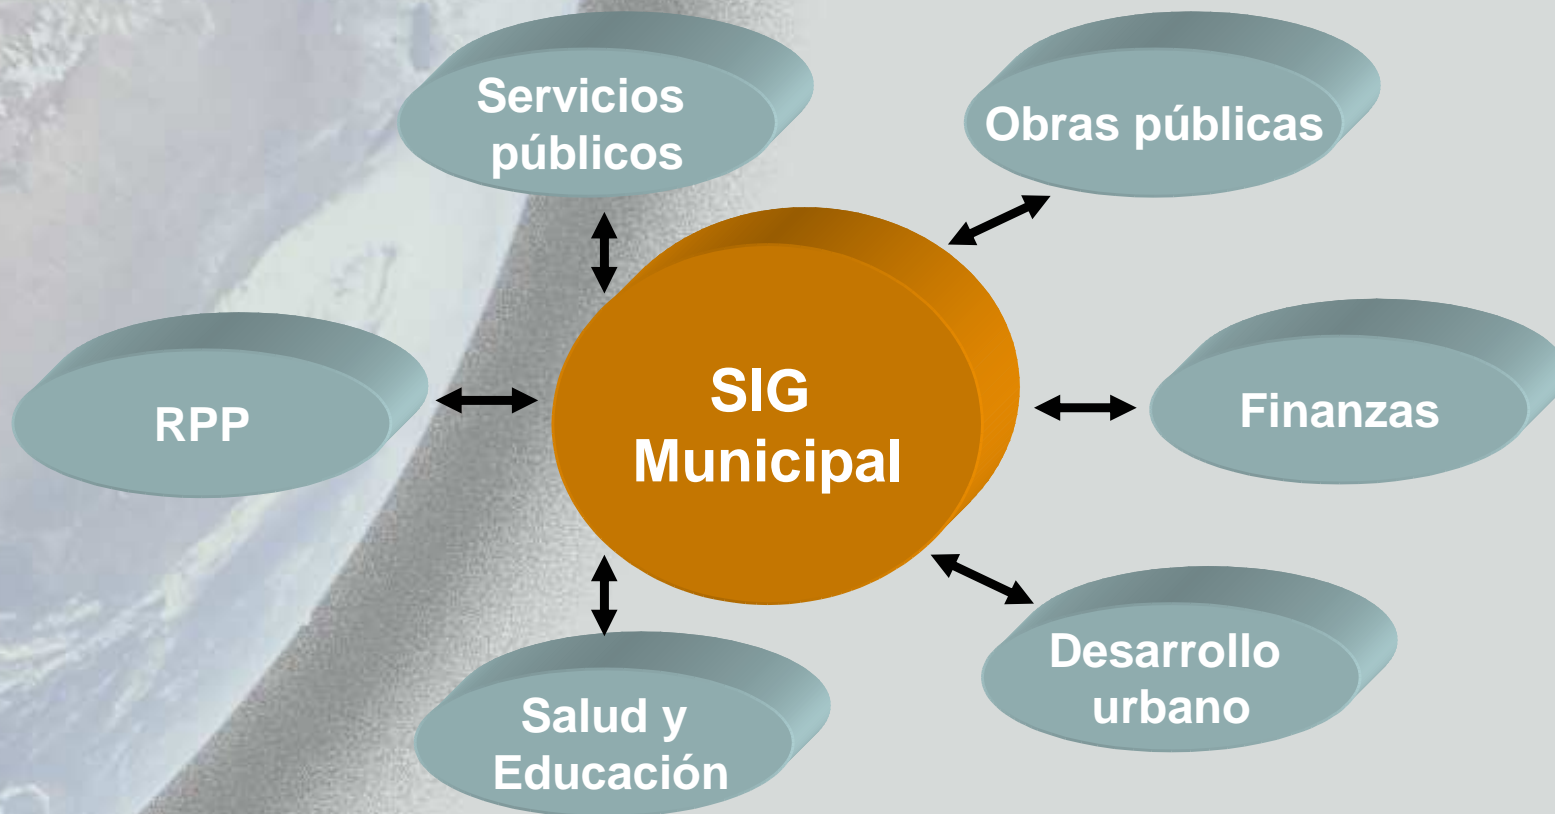 Servicios
públicos
Obras públicas
RPP
SIG
Municipal
Finanzas
Salud y
Educación
Desarrollo
urbano